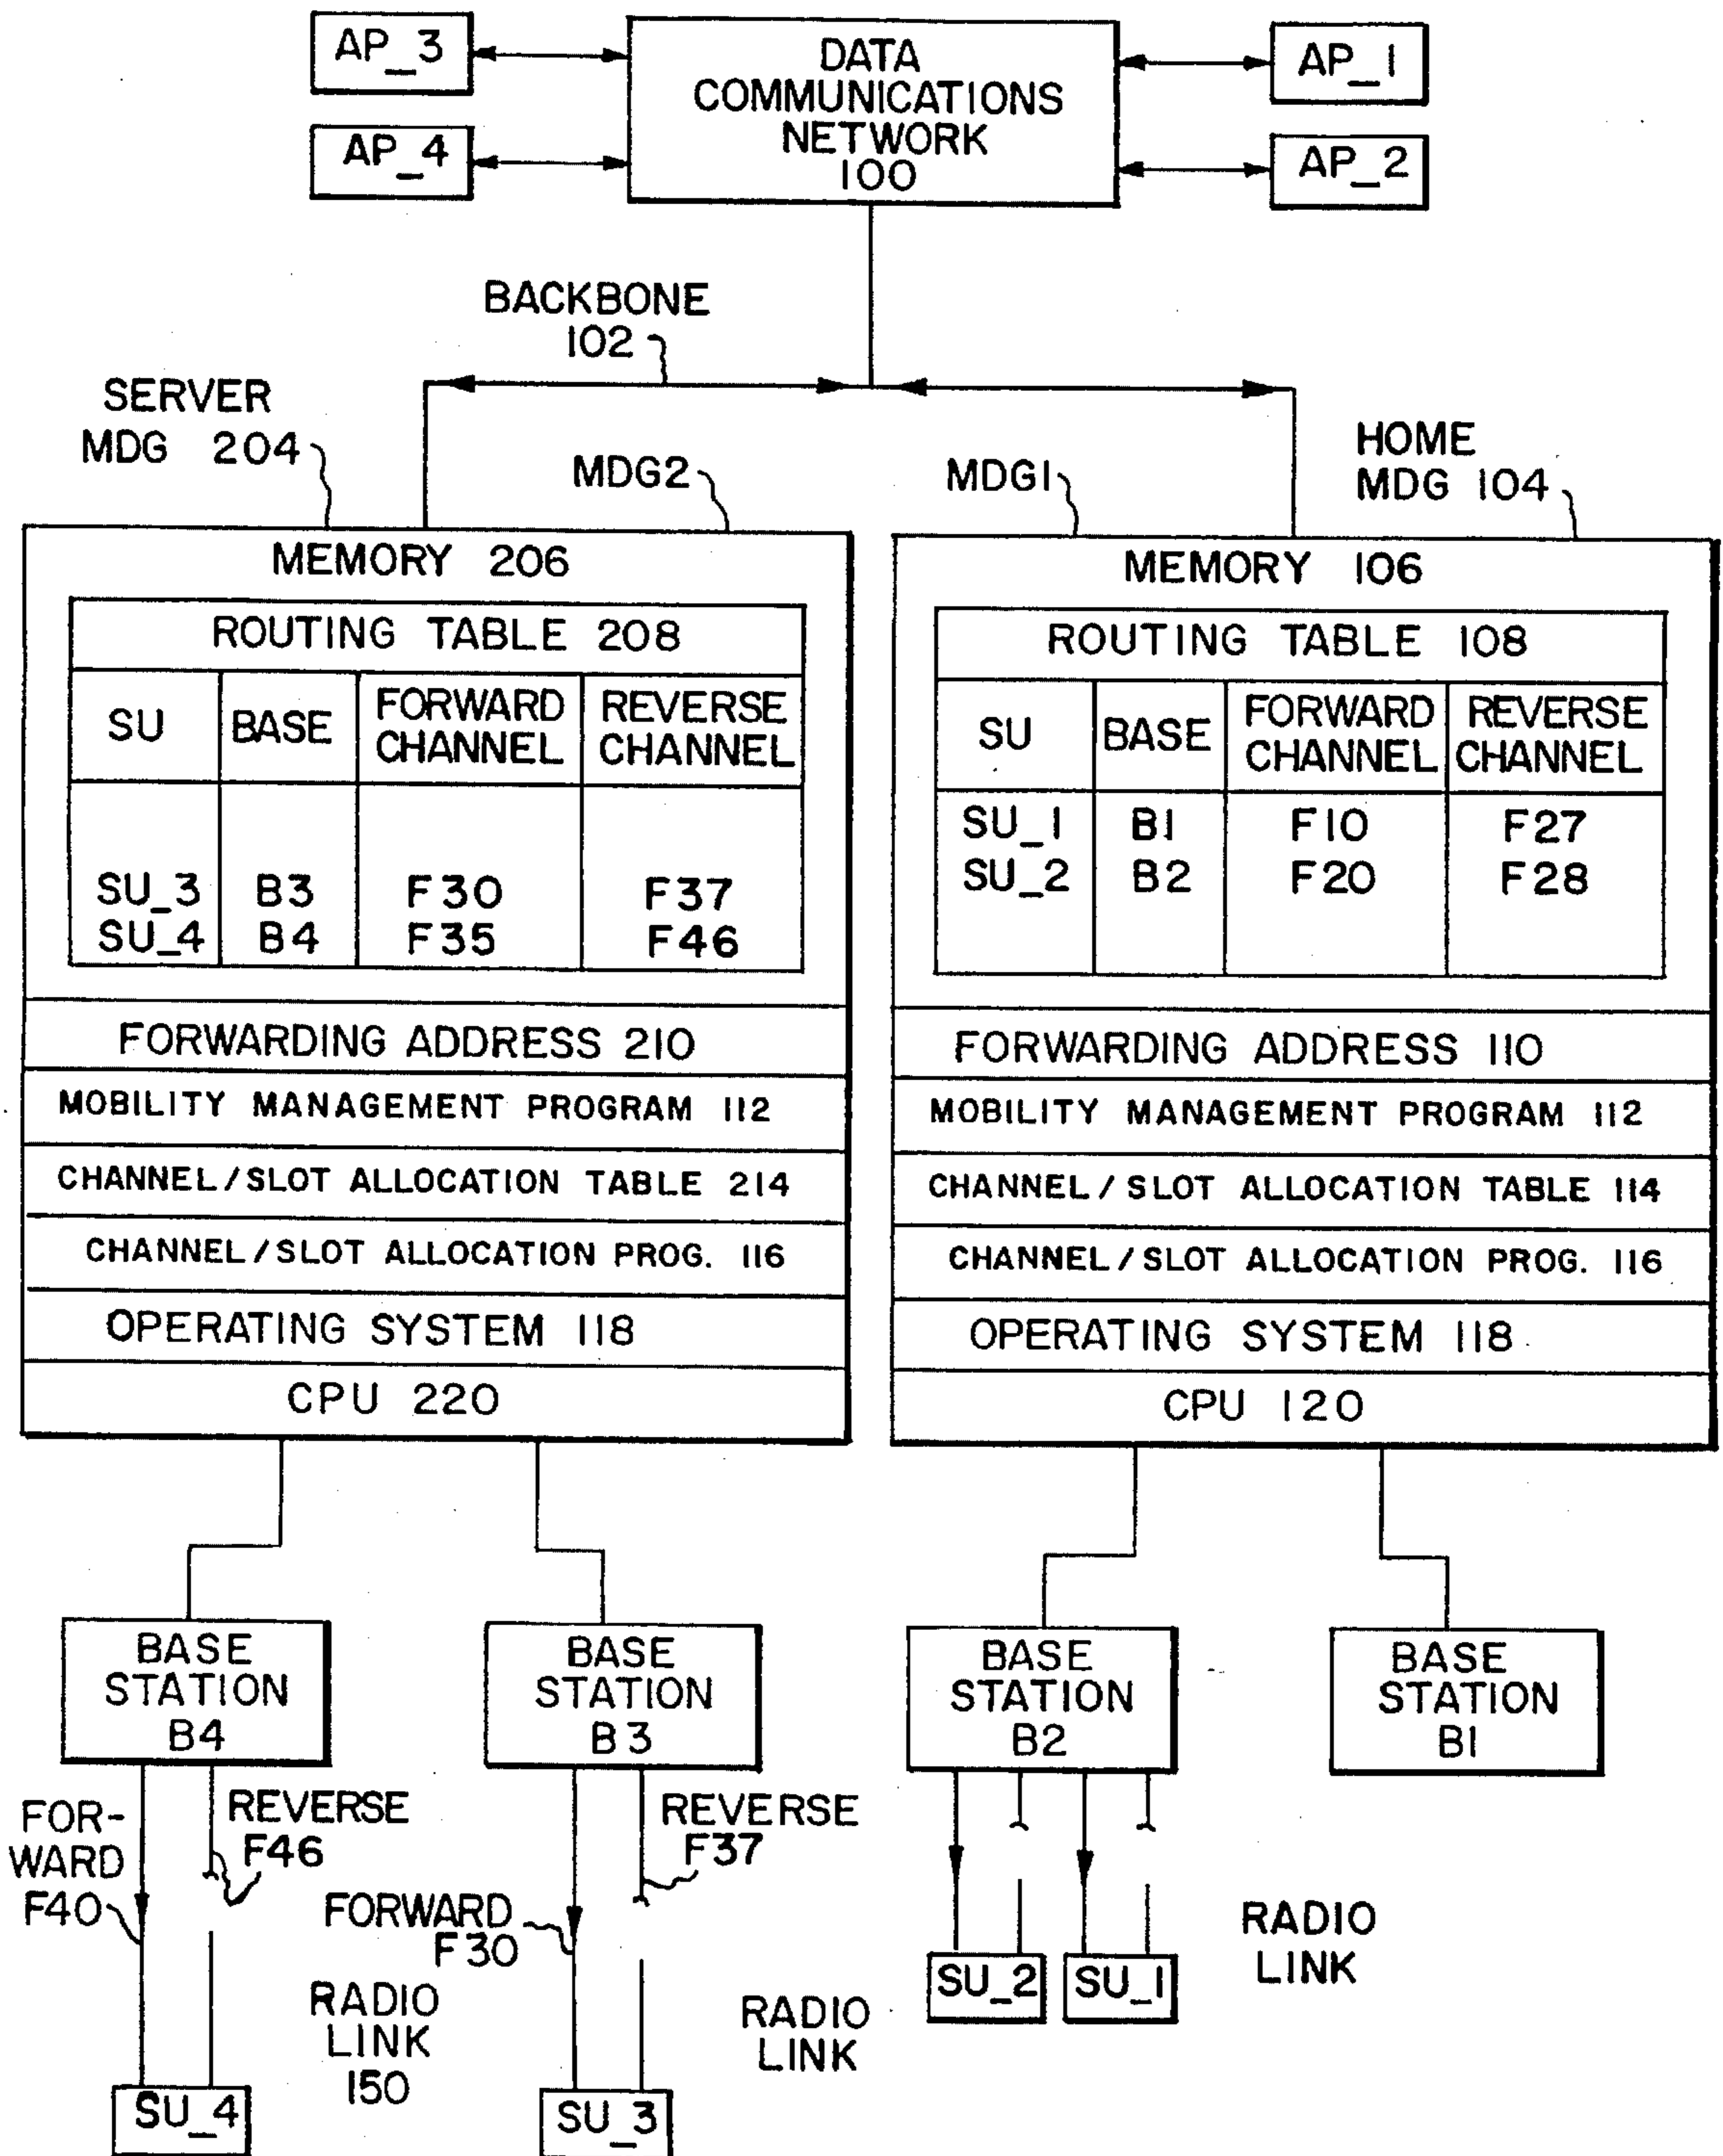 AP_3
AP_4
DATA
COMMUNICATIONS
NETWORK
100
AP_1
AP_2
BACKBONE
102
SERVER
MDG 204
MDG2
MDG1
HOME
MDG 104
MEMORY 206
ROUTING TABLE 208
SU BASE FORWARD CHANNEL REVERSE CHANNEL
SU_3 B3 F30 F37
SU_4 B4 F35 F46
FORWARDING ADDRESS 210
MOBILITY MANAGEMENT PROGRAM 112
CHANNEL/SLOT ALLOCATION TABLE 214
CHANNEL/SLOT ALLOCATION PROG. 116
OPERATING SYSTEM 118
CPU 220
MEMORY 106
ROUTING TABLE 108
SU BASE FORWARD CHANNEL REVERSE CHANNEL
SU_1 B1 F10 F27
SU_2 B2 F20 F28
FORWARDING ADDRESS 110
MOBILITY MANAGEMENT PROGRAM 112
CHANNEL/SLOT ALLOCATION TABLE 114
CHANNEL/SLOT ALLOCATION PROG. 116
OPERATING SYSTEM 118
CPU 120
BASE
STATION
B4
BASE
STATION
B3
BASE
STATION
B2
BASE
STATION
B1
FOR-
WARD
F40
REVERSE
F46
FORWARD
F30
REVERSE
F37
RADIO
LINK
150
RADIO
LINK
SU_2
SU_1
RADIO
LINK
SU_4
SU_3